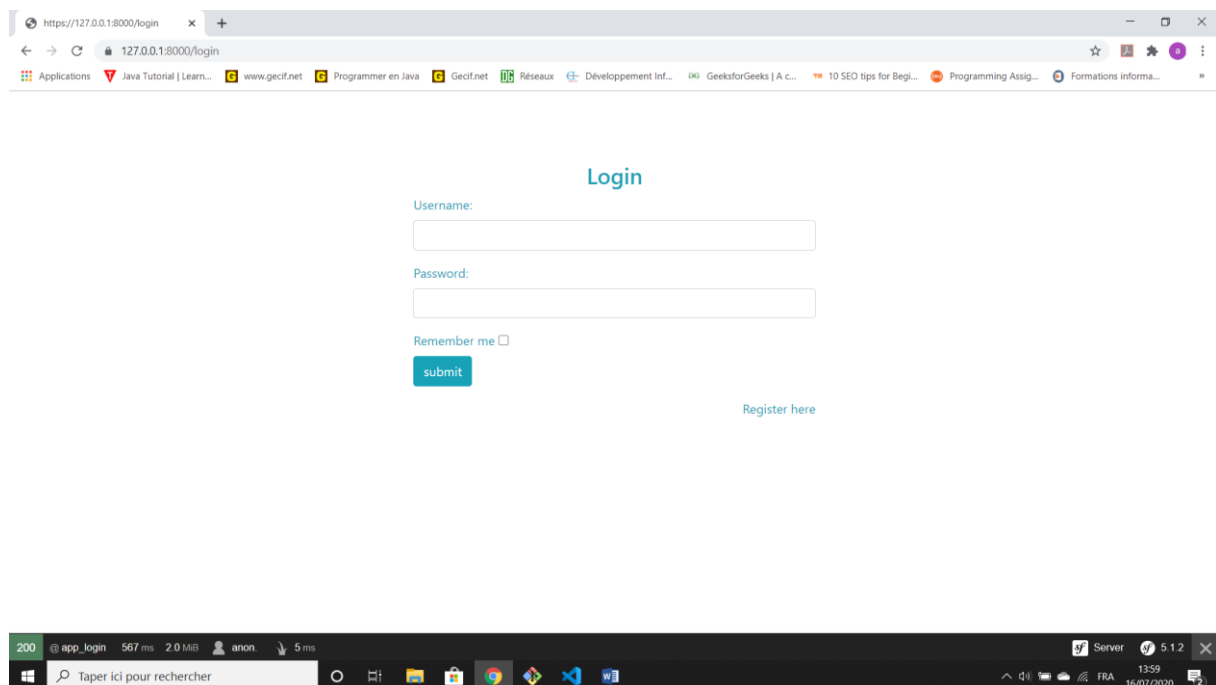 https://127.0.0.1:8000/login
127.0.0.1:8000/login
a
Applications Java Tutorial | Learn... www.gecif.net Programmer en Java Gecif.net Réseaux Développement Inf... GeeksforGeeks | A c... 10 SEO tips for Begi... Programming Assig... Formations informa... »
Login
Username:
Password:
Remember me
submit
Register here
200 @ app_login 567 ms 2.0 MiB anon. 5 ms sf Server sf 5.1.2
Taper ici pour rechercher FRA 13:59
16/07/2020 2